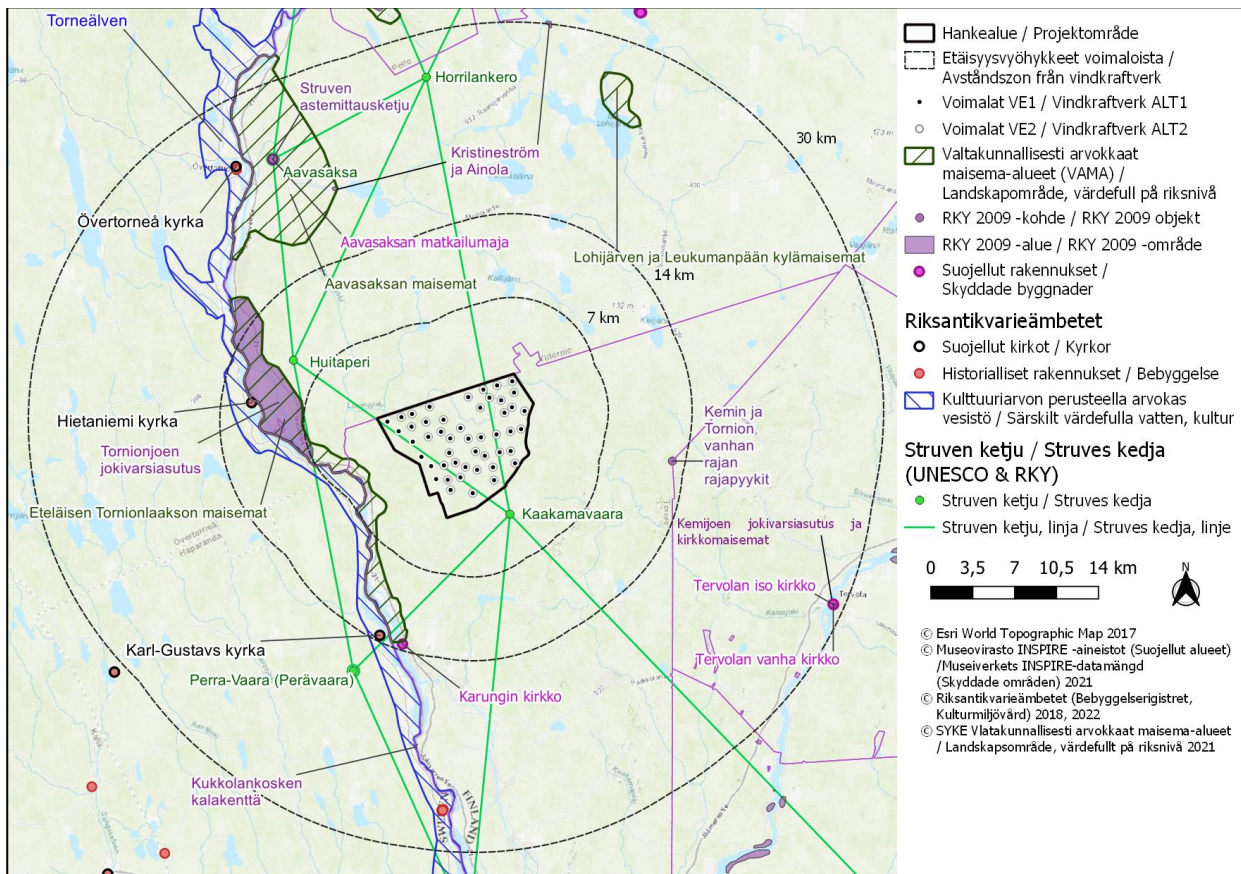 Torneälven
Struven
astemittausketju
Horrilankero
Kristineström
ja Ainola
30 km
Aavasaksa
Övertorneå kyrka
Aavasaksan matkailumaja
Lohijärven ja Leukumanpään kylämaisemat
Aavasaksan maisemat
14 km
7 km
Huitaperi
Hietaniemi kyrka
Tornionjoen
jokivarsiasutus
Kemin ja
Tornion
vanhan
rajan
rajapyykit
Eteläisen Tornionlaakson maisemat
Kaakamavaara
Övertorneå
Haparanda
Kemijoen jokivarsiasutus ja
kirkkomaisemat
Tervolan iso kirkko
Tervola
Karl-Gustavs kyrka
Perra-Vaara (Perävaara)
Karungin kirkko
Tervolan vanha kirkko
Kukkolankosken
kalakenttä
FINLAND
Hankealue / Projektområde
Etäisyysvyöhykkeet voimaloista /
Avståndszon från vindkraftverk
Voimalat VE1 / Vindkraftverk ALT1
Voimalat VE2 / Vindkraftverk ALT2
Valtakunnallisesti arvokkaat
maisema-alueet (VAMA) /
Landskapområde, värdefull på riksnivå
RKY 2009 -kohde / RKY 2009 objekt
RKY 2009 -alue / RKY 2009 -område
Suojellut rakennukset /
Skyddade byggnader
Riksantikvarieämbetet
Suojellut kirkot / Kyrkor
Historialliset rakennukset / Bebyggelse
Kulttuuriarvon perusteella arvokas
vesistö / Särskilt värdefulla vatten, kultur
Struven ketju / Struves kedja
(UNESCO & RKY)
Struven ketju / Struves kedja
Struven ketju, linja / Struves kedja, linje
0 3,5 7 10,5 14 km
N
© Esri World Topographic Map 2017
© Museovirasto INSPIRE -aineistot (Suojellut alueet)
/Museiverkets INSPIRE-datamängd
(Skyddade områden) 2021
© Riksantikvarieämbetet (Bebyggelserigistret,
Kulturmiljövård) 2018, 2022
© SYKE Vlatakunnallisesti arvokkaat maisema-alueet
/ Landskapsområde, värdefullt på riksnivå 2021